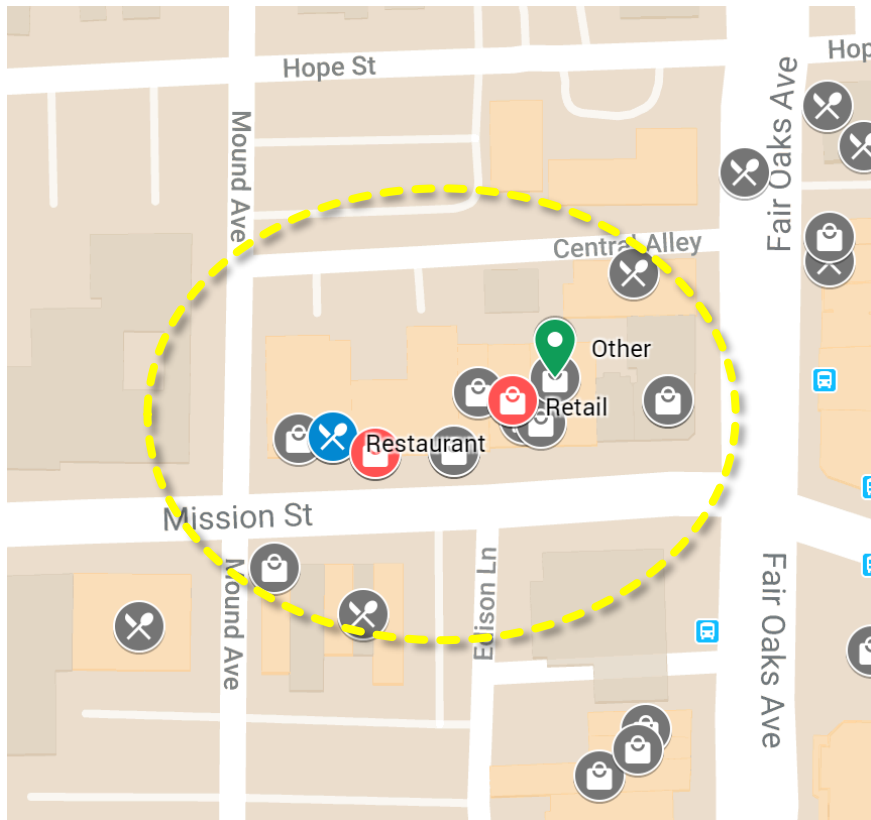 Hope St
Hop
Mound Ave
Fair Oaks Ave
Central Alley
Other
Retail
Restaurant
Mission St
Mound Ave
Ellison Ln
Fair Oaks Ave